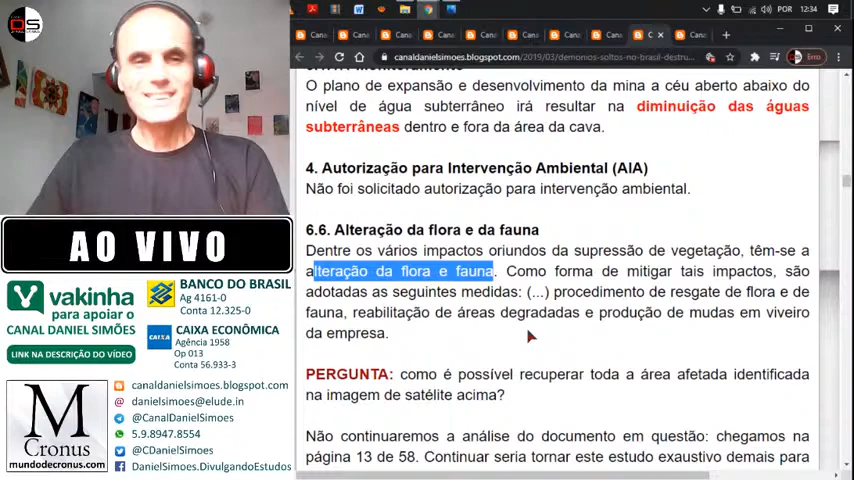 DS
AO VIVO
vakinha
para apoiar o
CANAL DANIEL SIMÕES
LINK NA DESCRIÇÃO DO VÍDEO
BANCO DO BRASIL
Ag 4161-0
Conta 12.325-0
CAIXA
CAIXA ECONÔMICA
Agência 1958
Op 013
Conta 56.933-3
M
Cronus
mundodecronus.com
canaldanielsimoes.blogspot.com
danielsimoes@elude.in
@CanalDanielSimoes
5.9.8947.8554
@DanielSimoes
DanielSimoes.DivulgandoEstudos
POR 12:34
canaldanielsimoes.blogspot.com/2019/03/demonios-soltos-no-brasil-destru...
Erro
O plano de expansão e desenvolvimento da mina a céu aberto abaixo do
nível de água subterrâneo irá resultar na diminuição das águas
subterrâneas dentro e fora da área da cava.
4. Autorização para Intervenção Ambiental (AIA)
Não foi solicitado autorização para intervenção ambiental.
6.6. Alteração da flora e da fauna
Dentre os vários impactos oriundos da supressão de vegetação, têm-se a
alteração da flora e fauna. Como forma de mitigar tais impactos, são
adotadas as seguintes medidas: (...) procedimento de resgate de flora e de
fauna, reabilitação de áreas degradadas e produção de mudas em viveiro
da empresa.
PERGUNTA: como é possível recuperar toda a área afetada identificada
na imagem de satélite acima?
Não continuaremos a análise do documento em questão: chegamos na
página 13 de 58. Continuar seria tornar este estudo exaustivo demais para